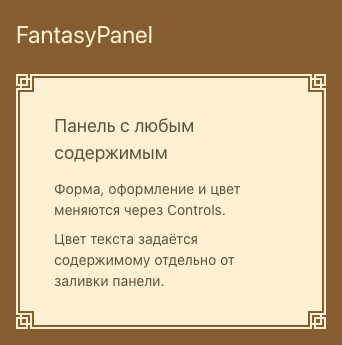 FantasyPanel
Панель с любым
содержимым
Форма, оформление и цвет
меняются через Controls.
Цвет текста задаётся
содержимому отдельно от
заливки панели.